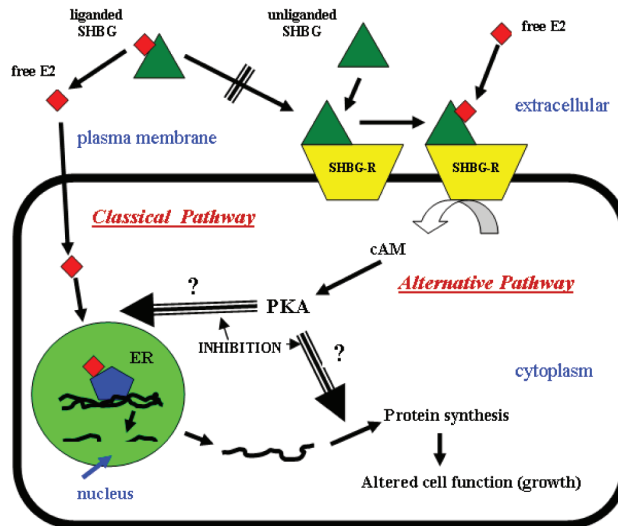 liganded
SHBG
unliganded
SHBG
free E2
free E2
extracellular
plasma membrane
SHBG-R
SHBG-R
Classical Pathway
cAM
Alternative Pathway
?
PKA
INHIBITION
?
ER
cytoplasm
Protein synthesis
nucleus
Altered cell function (growth)